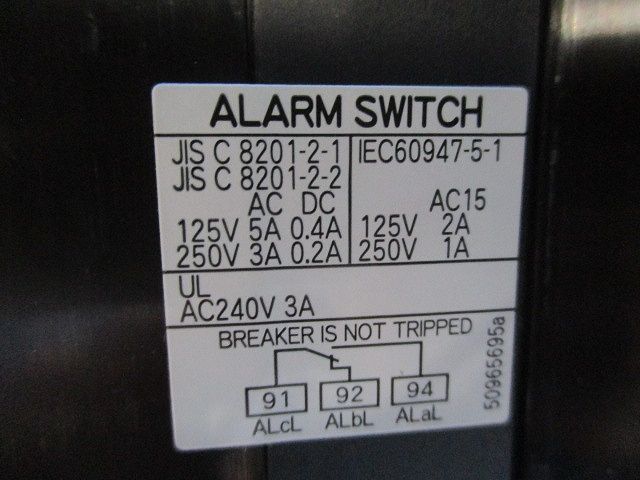 ALARM SWITCH
JIS C 8201-2-1
JIS C 8201-2-2
AC DC
125V 5A 0.4A
250V 3A 0.2A
IEC60947-5-1
AC15
125V 2A
250V 1A
UL
AC240V 3A
BREAKER IS NOT TRIPPED
91 92 94
ALcL ALbL ALaL
50965695a